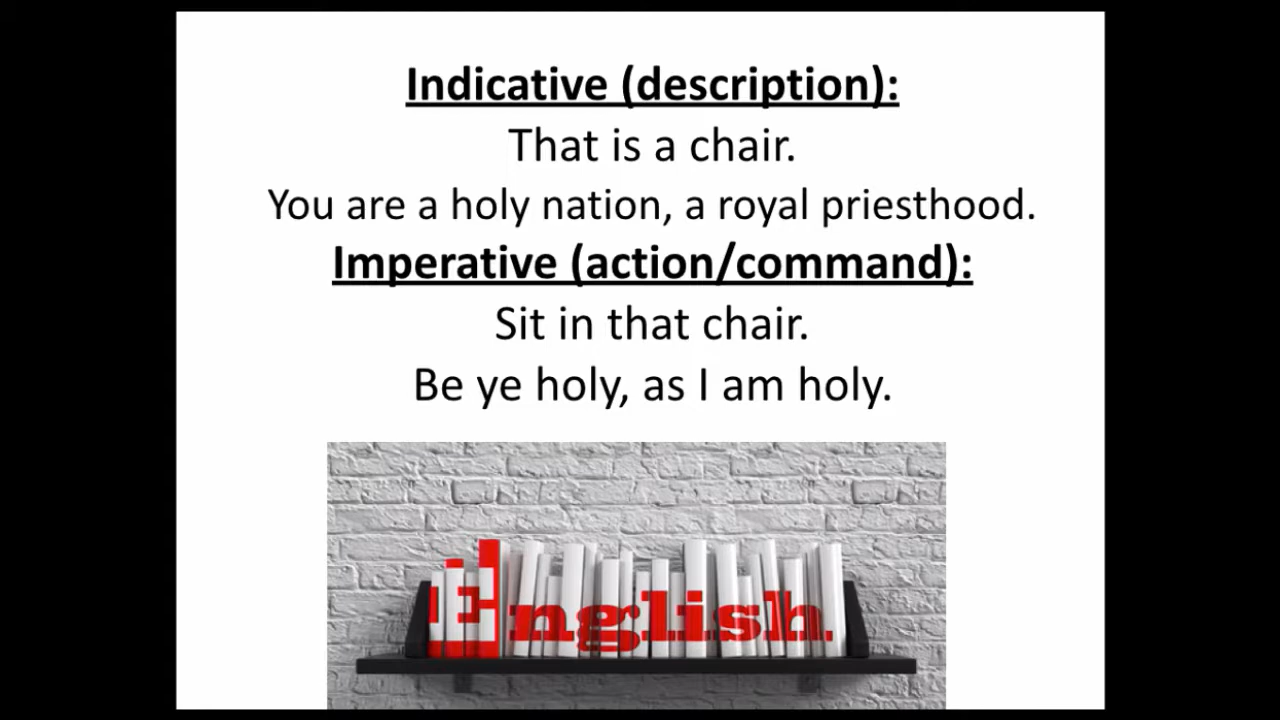 Indicative (description):
That is a chair.
You are a holy nation, a royal priesthood.
Imperative (action/command):
Sit in that chair.
Be ye holy, as I am holy.
English